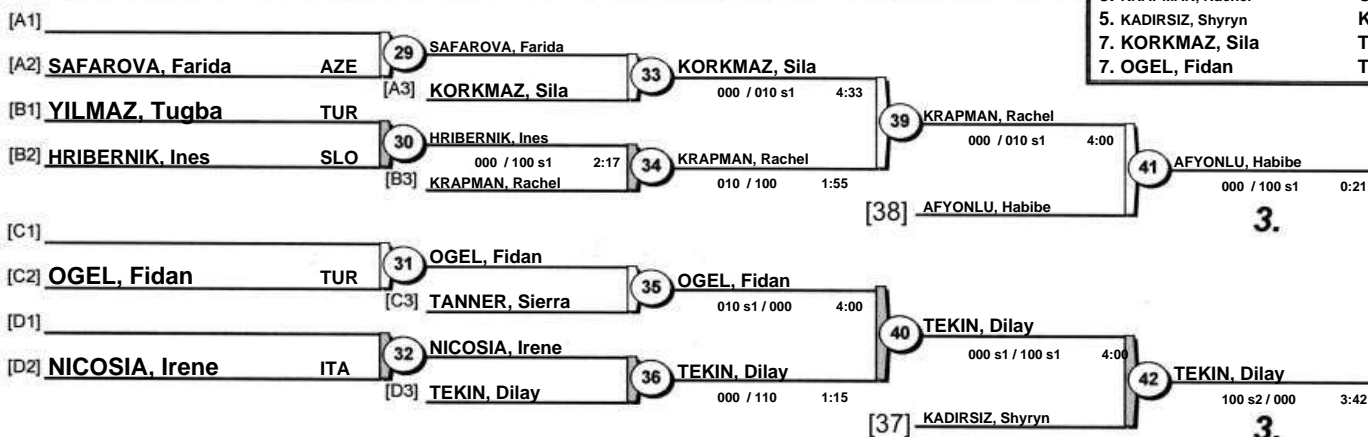 5. KADIRSIZ, Shyryn K
7. KORKMAZ, Sila T
7. OGEL, Fidan T
[A1]
[A2] SAFAROVA, Farida AZE
29 SAFAROVA, Farida
[A3] KORKMAZ, Sila
33 KORKMAZ, Sila
000 / 010 s1 4:33
[B1] YILMAZ, Tugba TUR
[B2] HRIBERNIK, Ines SLO
30 HRIBERNIK, Ines
000 / 100 s1 2:17
[B3] KRAPMAN, Rachel
34 KRAPMAN, Rachel
010 / 100 1:55
39 KRAPMAN, Rachel
000 / 010 s1 4:00
[38] AFYONLU, Habibe
41 AFYONLU, Habibe
000 / 100 s1 0:21
3.
[C1]
[C2] OGEL, Fidan TUR
31 OGEL, Fidan
[C3] TANNER, Sierra
35 OGEL, Fidan
010 s1 / 000 4:00
[D1]
[D2] NICOSIA, Irene ITA
32 NICOSIA, Irene
[D3] TEKIN, Dilay
36 TEKIN, Dilay
000 / 110 1:15
40 TEKIN, Dilay
000 s1 / 100 s1 4:00
[37] KADIRSIZ, Shyryn
42 TEKIN, Dilay
100 s2 / 000 3:42
3.